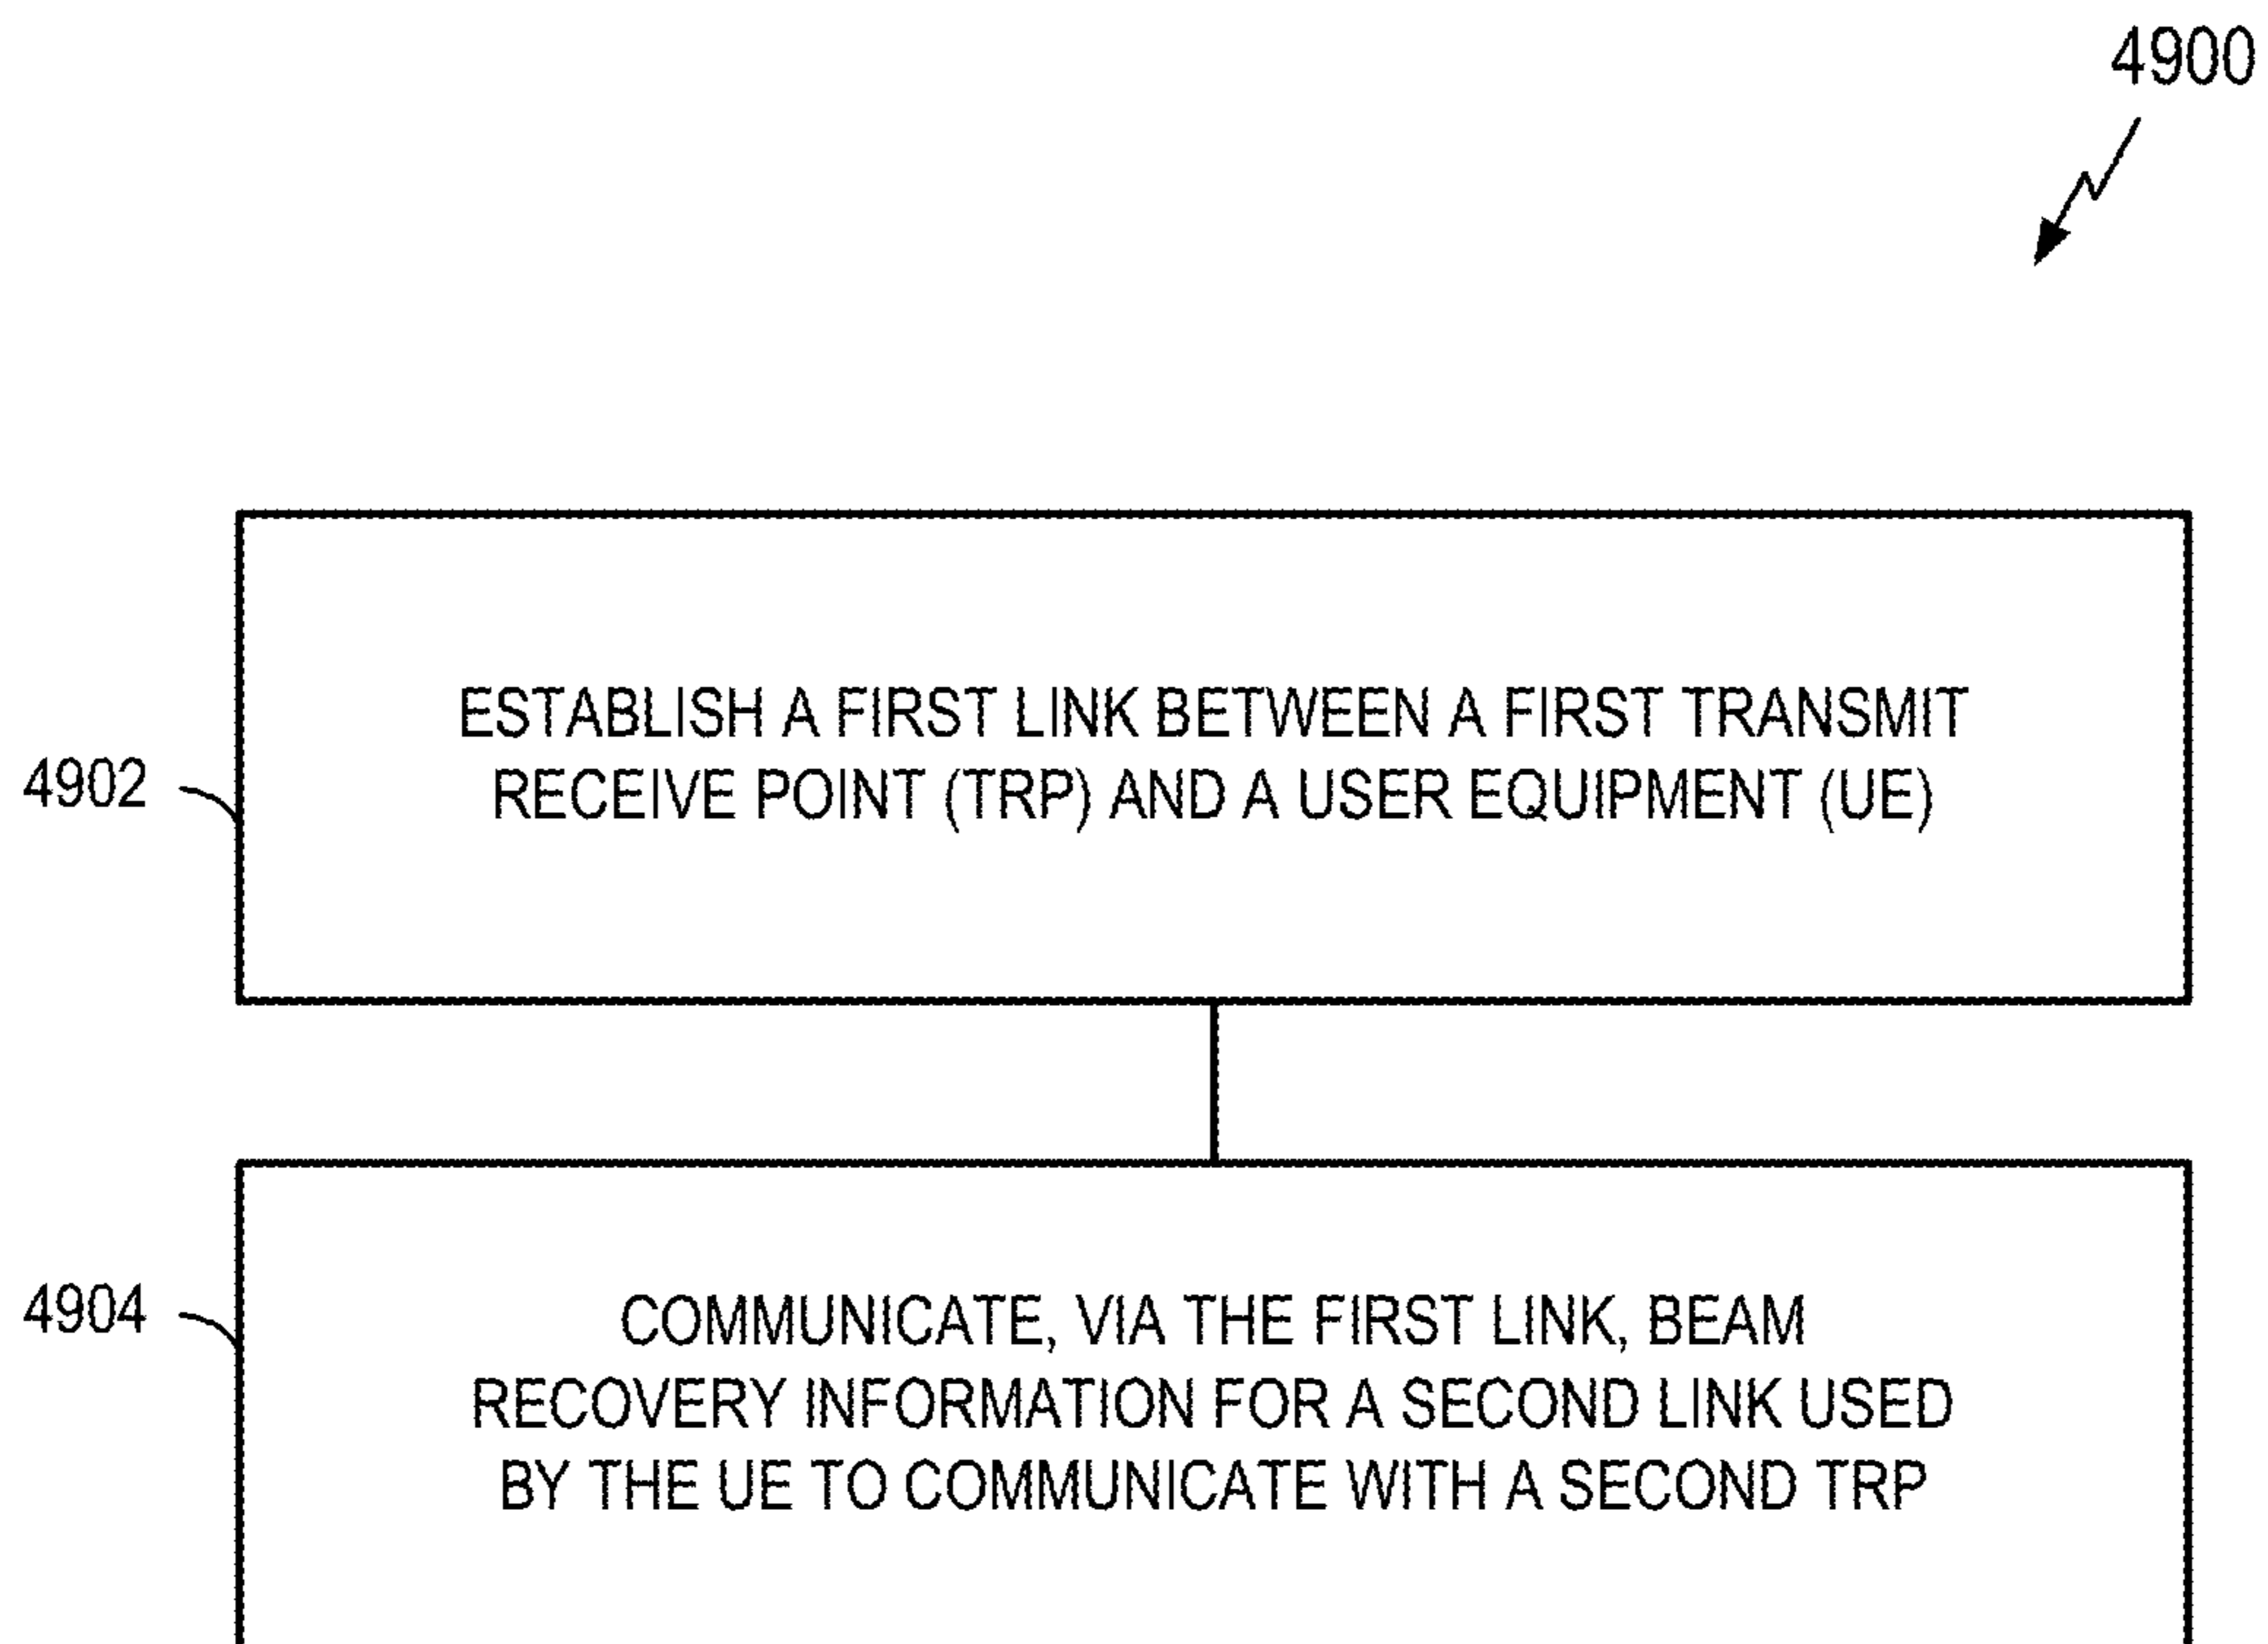 4900
ESTABLISH A FIRST LINK BETWEEN A FIRST TRANSMIT
RECEIVE POINT (TRP) AND A USER EQUIPMENT (UE)
4902
COMMUNICATE, VIA THE FIRST LINK, BEAM
RECOVERY INFORMATION FOR A SECOND LINK USED
BY THE UE TO COMMUNICATE WITH A SECOND TRP
4904